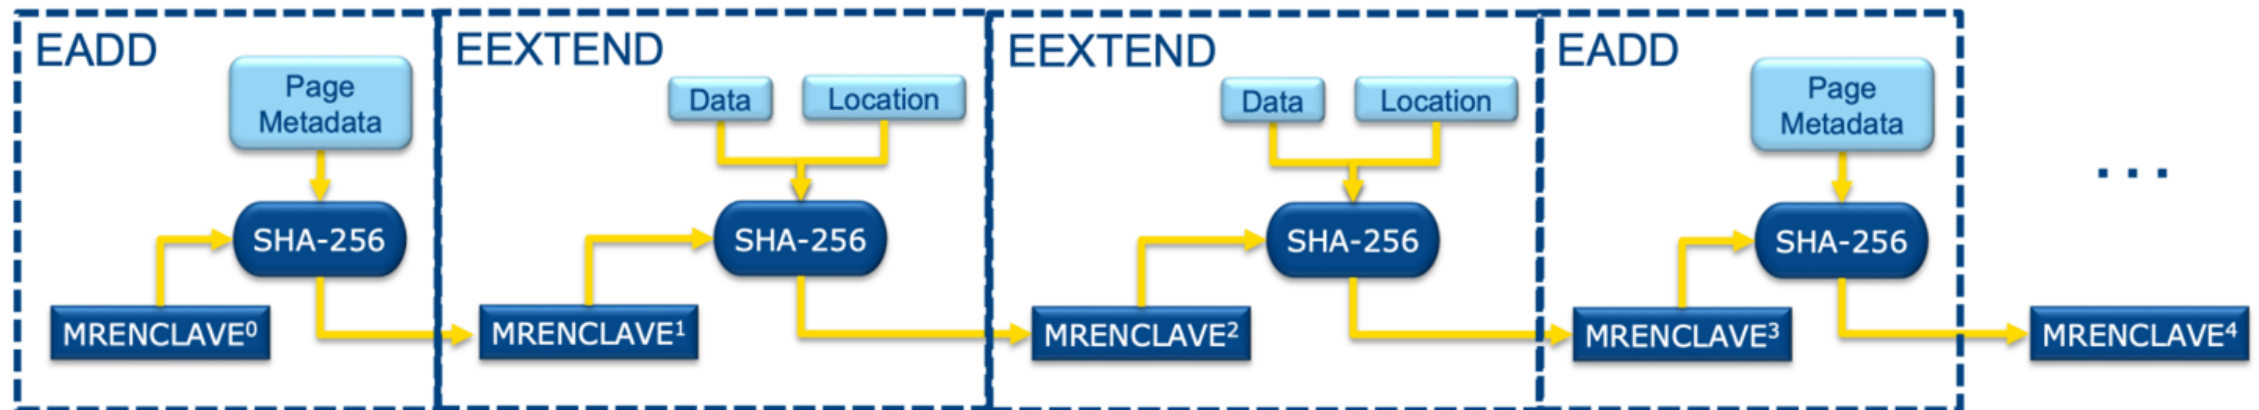 EADD
Page
Metadata
SHA-256
MRENCLAVE⁰
EEXTEND
Data
Location
SHA-256
MRENCLAVE¹
EEXTEND
Data
Location
SHA-256
MRENCLAVE²
EADD
Page
Metadata
SHA-256
MRENCLAVE³
...
MRENCLAVE⁴